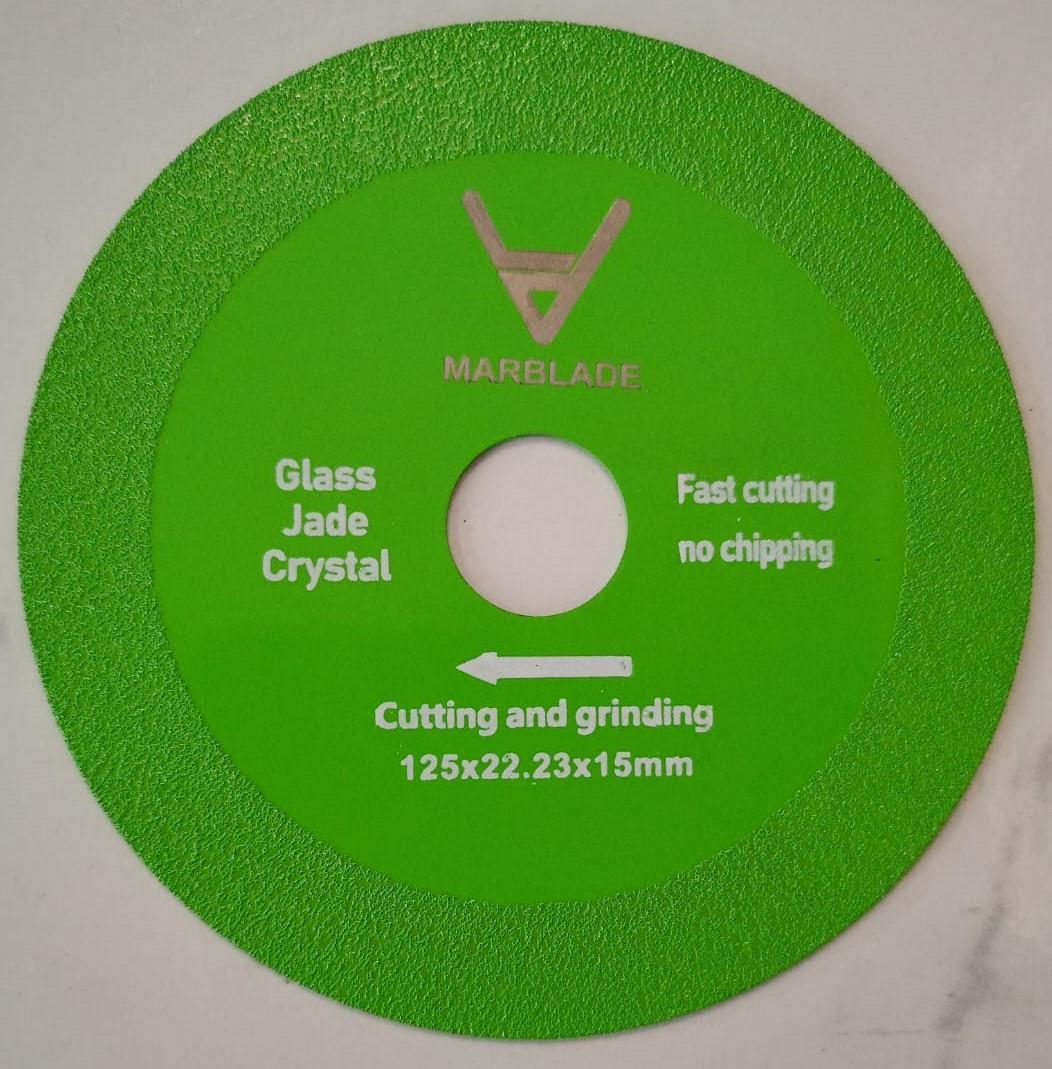 MARBLADE
Glass
Jade
Crystal
Fast cutting
no chipping
Cutting and grinding
125x22.23x15mm